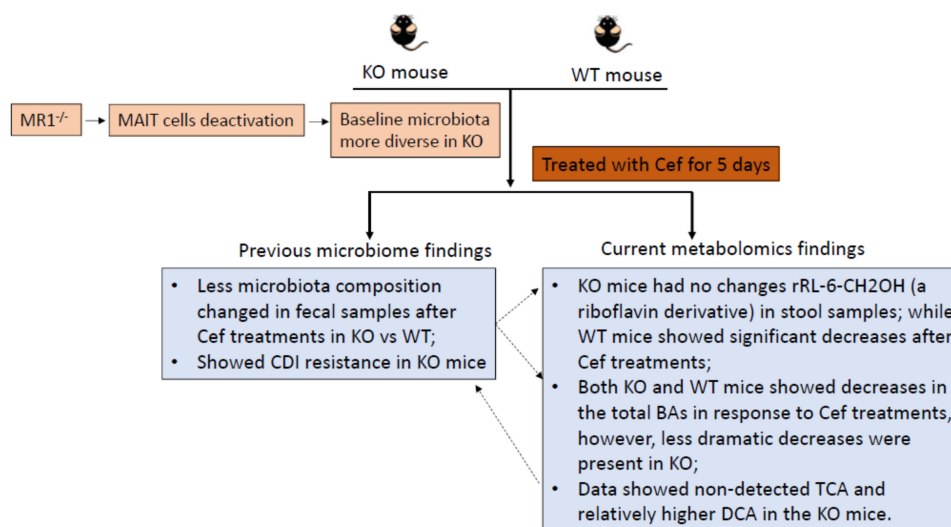 KO mouse
WT mouse
MR1-/-
MAIT cells deactivation
Baseline microbiota
more diverse in KO
Treated with Cef for 5 days
Previous microbiome findings
• Less microbiota composition
changed in fecal samples after
Cef treatments in KO vs WT;
• Showed CDI resistance in KO mice
Current metabolomics findings
• KO mice had no changes rRL-6-CH2OH (a
riboflavin derivative) in stool samples; while
WT mice showed significant decreases after
Cef treatments;
• Both KO and WT mice showed decreases in
the total BAs in response to Cef treatments,
however, less dramatic decreases were
present in KO;
• Data showed non-detected TCA and
relatively higher DCA in the KO mice.